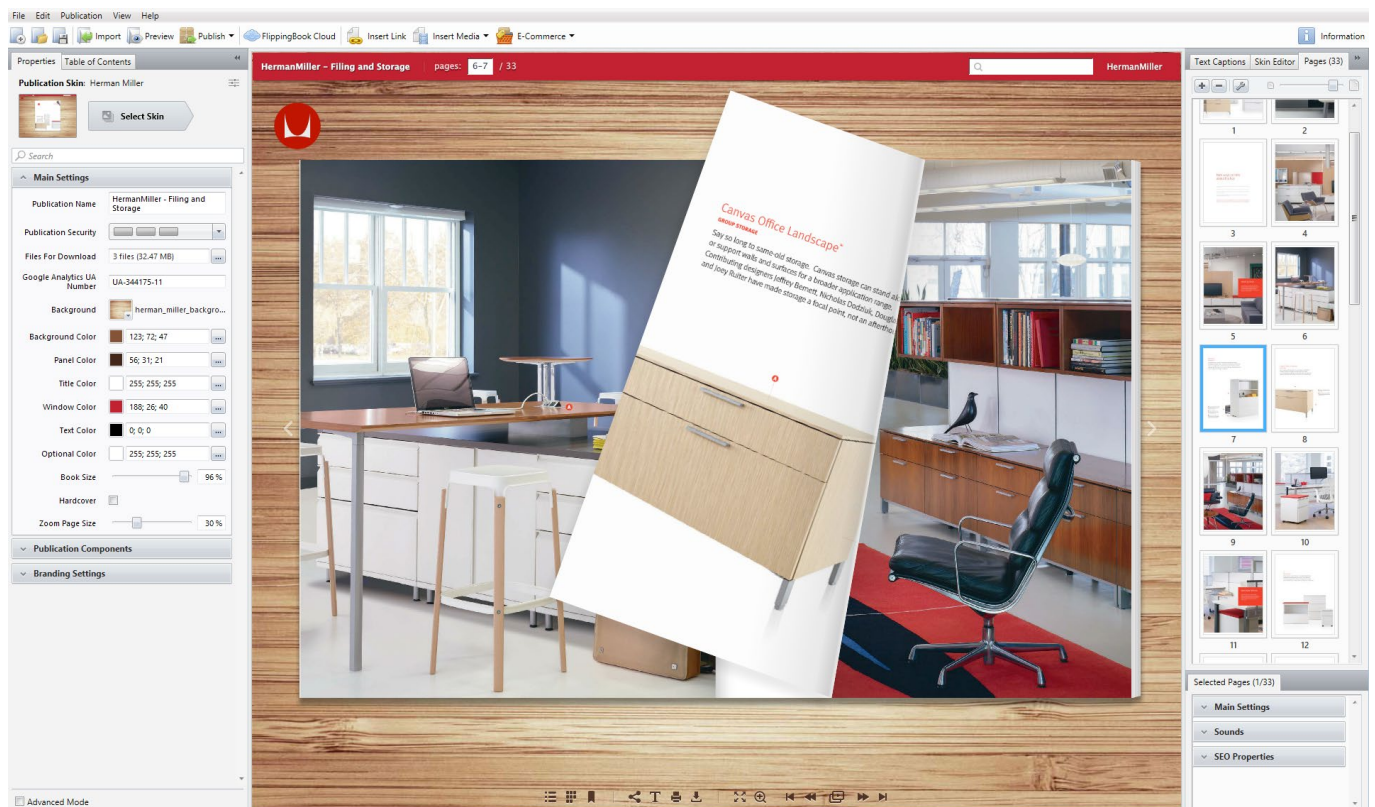 File Edit Publication View Help
Import Preview Publish FlippingBook Cloud Insert Link Insert Media E-Commerce Information
Properties Table of Contents
Publication Skin: Herman Miller
Select Skin
Search
Main Settings
Publication Name HermanMiller - Filing and
Storage
Publication Security
Files For Download 3 files (32.47 MB) ...
Google Analytics UA
Number UA-344175-11
Background herman_miller_backgro...
Background Color 123; 72; 47 ...
Panel Color 56; 31; 21 ...
Title Color 255; 255; 255 ...
Window Color 188; 26; 40 ...
Text Color 0; 0; 0 ...
Optional Color 255; 255; 255 ...
Book Size 96 %
Hardcover
Zoom Page Size 30 %
Publication Components
Branding Settings
Advanced Mode
HermanMiller – Filing and Storage pages: 6-7 / 33 HermanMiller
Canvas Office Landscape™
GROUP STORAGE
Say so long to same-old storage. Canvas storage can stand al
or support walls and surfaces for a broader application range.
Contributing designers Jeffrey Bernett, Nicholas Dodziuk, Dougla
and Joey Ruiter have made storage a focal point, not an aftertho
Text Captions Skin Editor Pages (33)
1 2
3 4
5 6
7 8
9 10
11 12
Selected Pages (1/33)
Main Settings
Sounds
SEO Properties